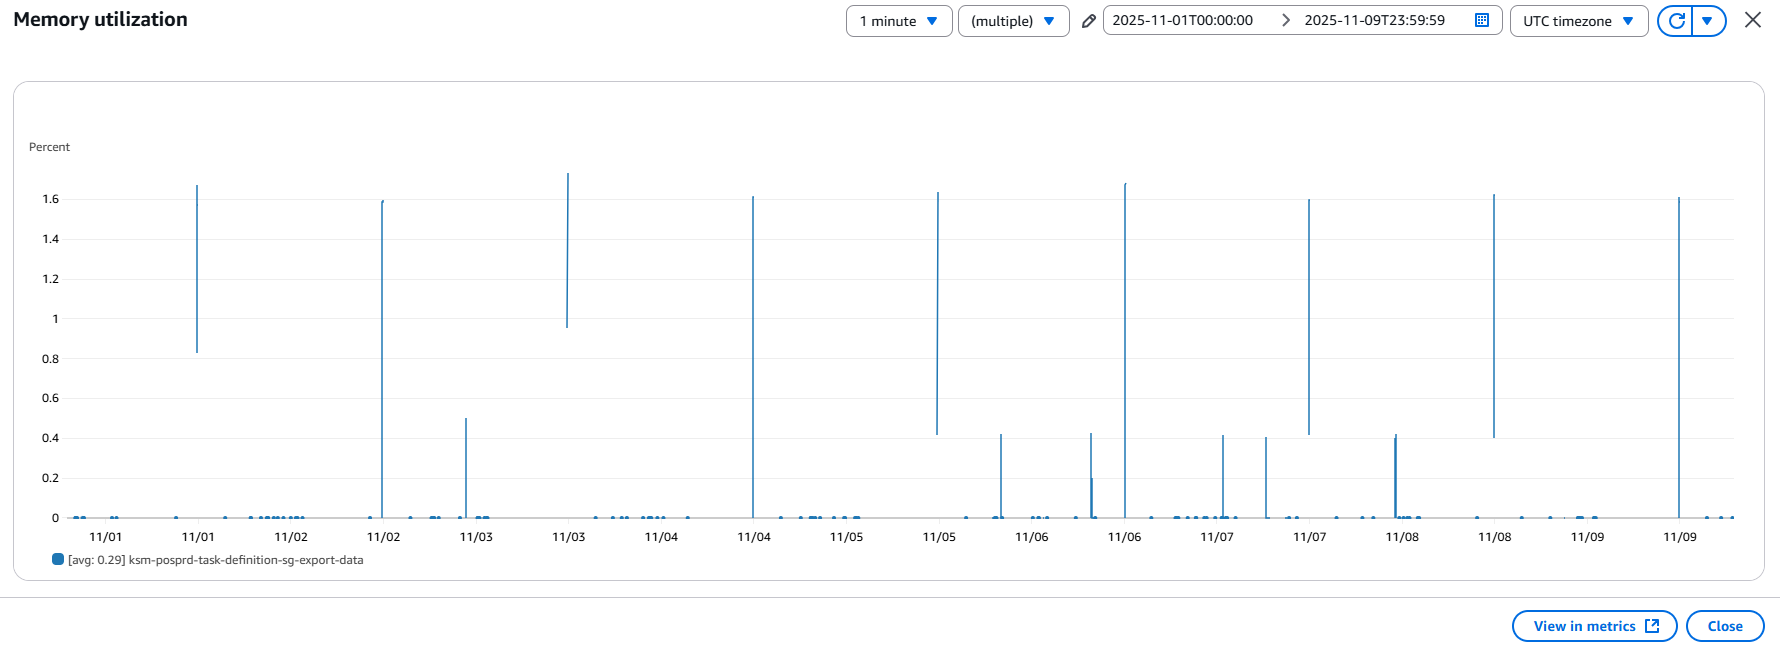 Memory utilization
1 minute
(multiple)
2025-11-01T00:00:00
2025-11-09T23:59:59
UTC timezone
Percent
1.6
1.4
1.2
1
0.8
0.6
0.4
0.2
0
11/01 11/01 11/02 11/02 11/03 11/03 11/04 11/04 11/05 11/05 11/06 11/06 11/07 11/07 11/08 11/08 11/09 11/09
[avg: 0.29] ksm-posprd-task-definition-sg-export-data
View in metrics
Close